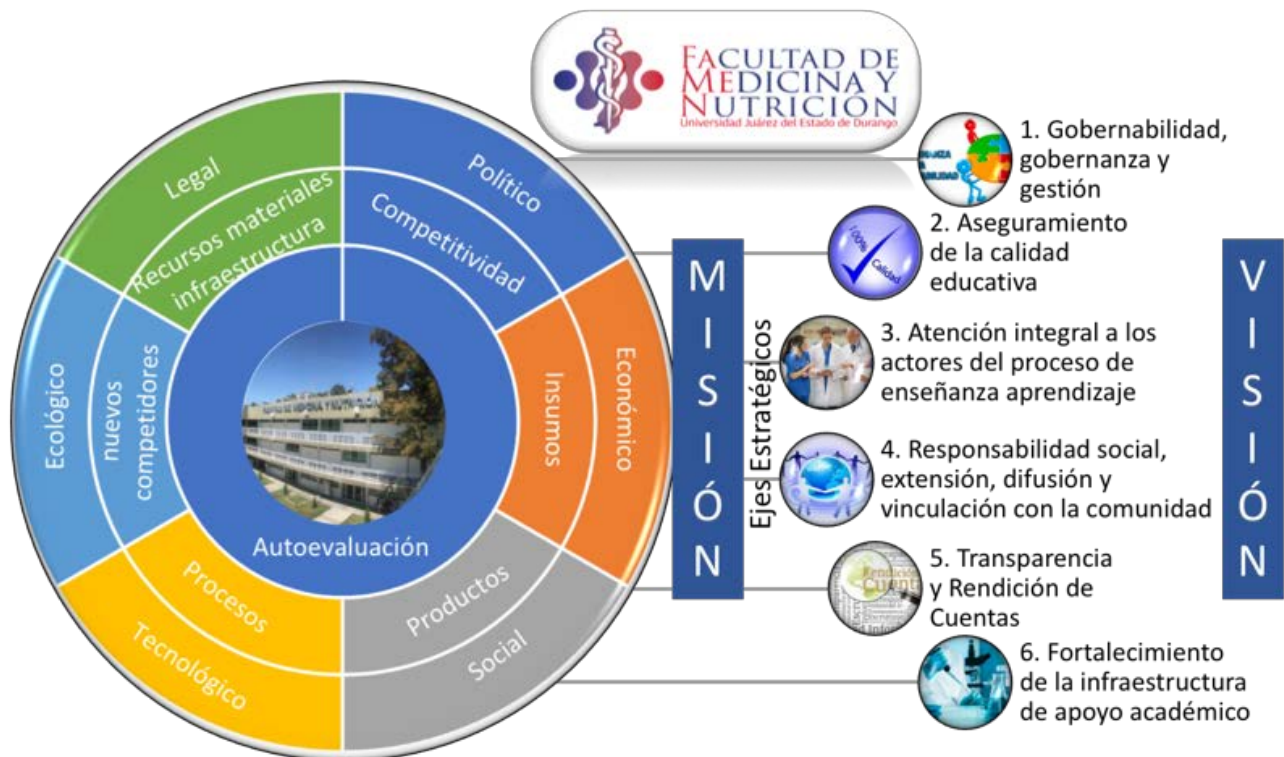 FACULTAD DE
MEDICINA Y
NUTRICIÓN
Universidad Juárez del Estado de Durango
Legal
Político
Económico
Social
Tecnológico
Ecológico
Recursos materiales
infraestructura
Competitividad
Insumos
Productos
Procesos
nuevos
competidores
Autoevaluación
MISIÓN
Ejes Estratégicos
1. Gobernabilidad,
gobernanza y
gestión
2. Aseguramiento
de la calidad
educativa
100%
Calidad
3. Atención integral a los
actores del proceso de
enseñanza aprendizaje
4. Responsabilidad social,
extensión, difusión y
vinculación con la comunidad
5. Transparencia
y Rendición de
Cuentas
6. Fortalecimiento
de la infraestructura
de apoyo académico
VISIÓN